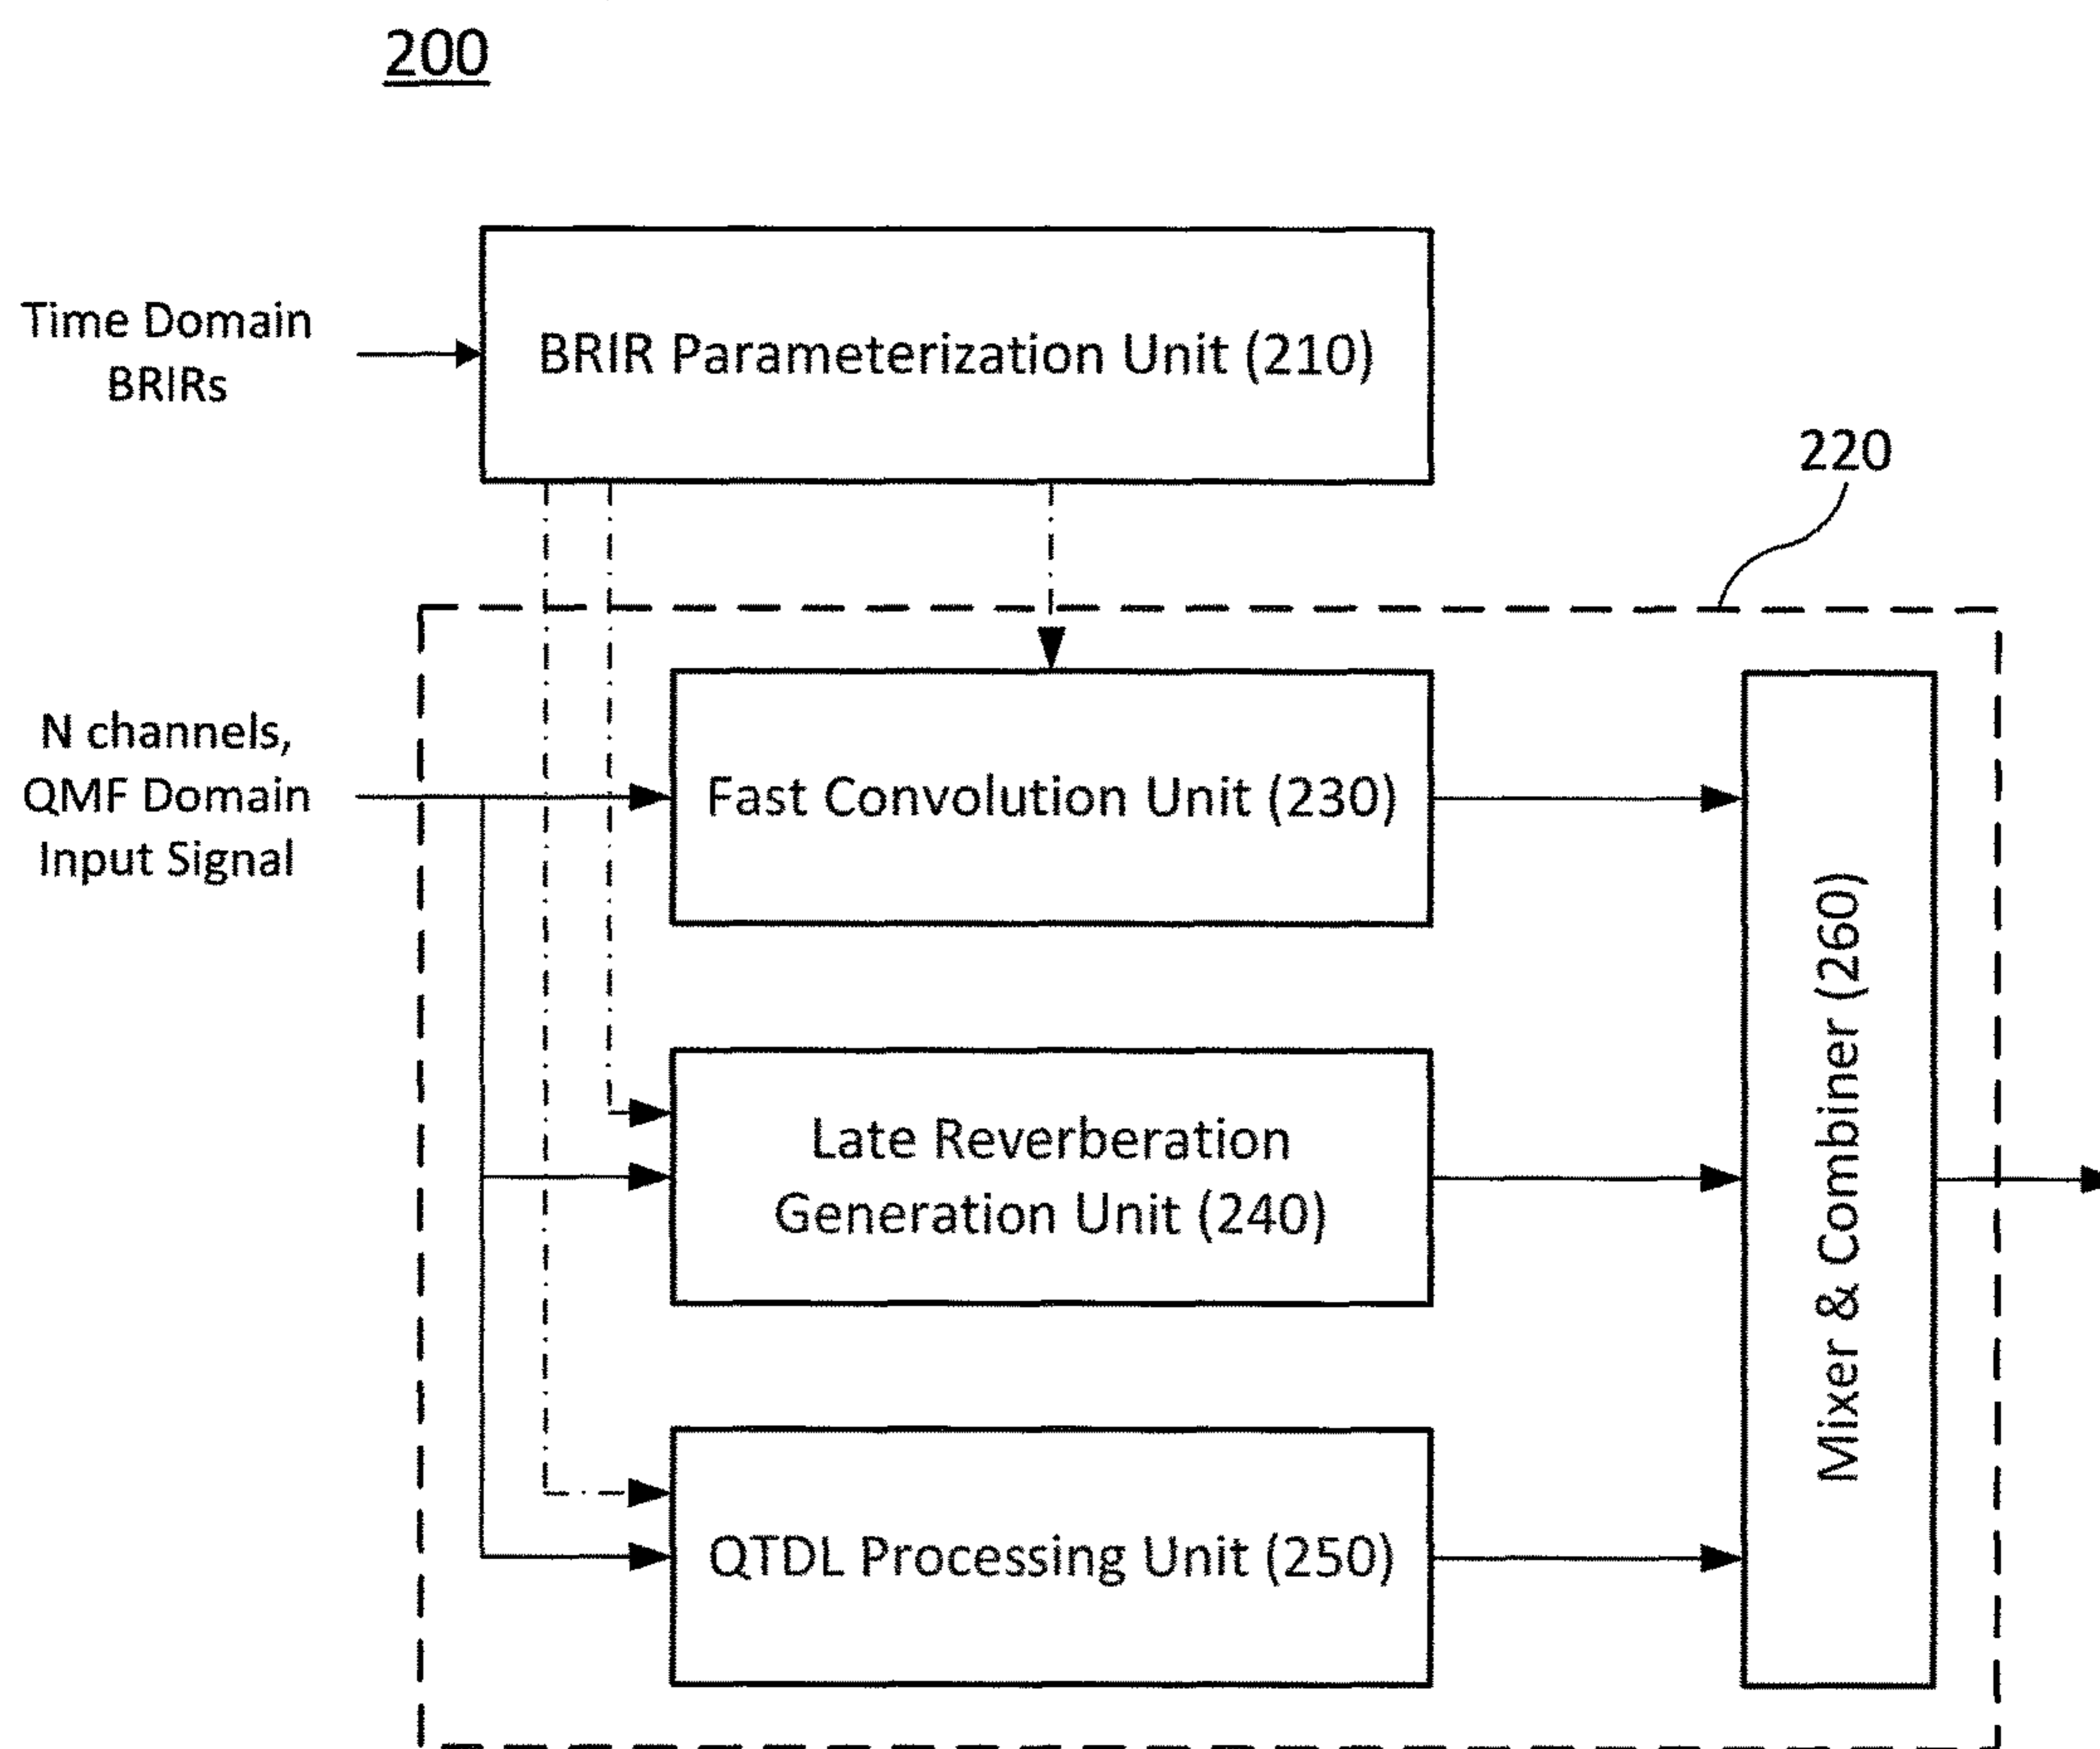 200
Time Domain
BRIRs
BRIR Parameterization Unit (210)
220
N channels,
QMF Domain
Input Signal
Fast Convolution Unit (230)
Late Reverberation
Generation Unit (240)
QTDL Processing Unit (250)
Mixer & Combiner (260)